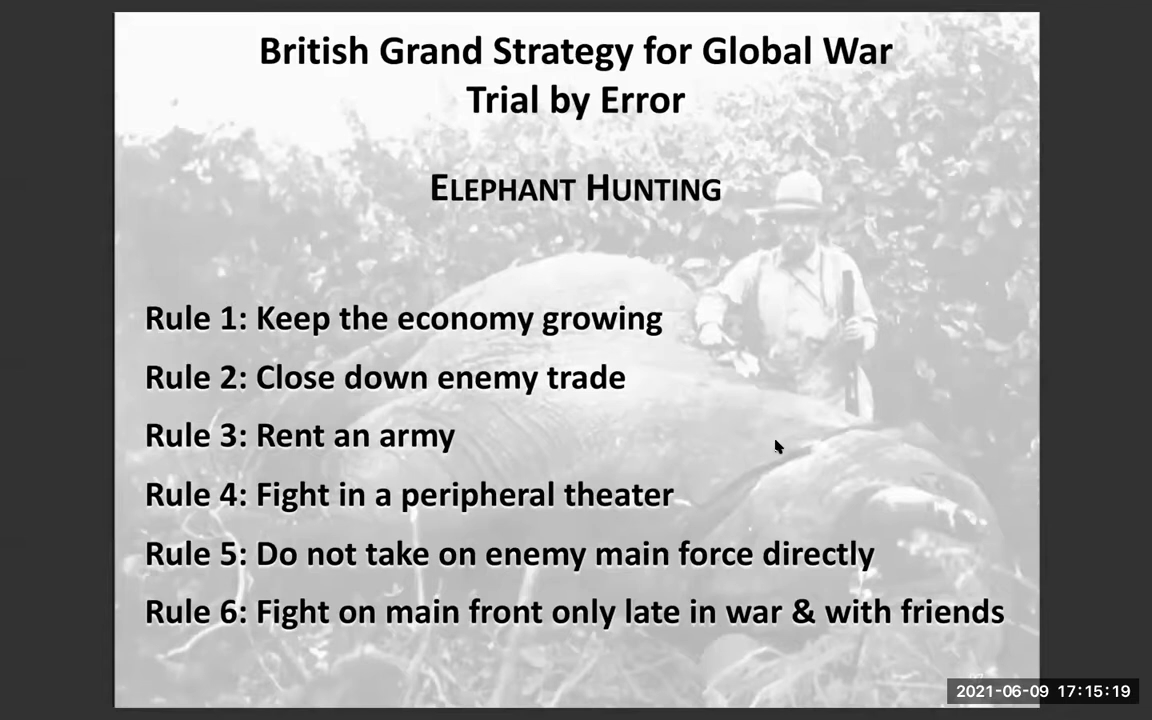 British Grand Strategy for Global War
Trial by Error
ELEPHANT HUNTING
Rule 1: Keep the economy growing
Rule 2: Close down enemy trade
Rule 3: Rent an army
Rule 4: Fight in a peripheral theater
Rule 5: Do not take on enemy main force directly
Rule 6: Fight on main front only late in war & with friends
2021-06-09 17:15:19